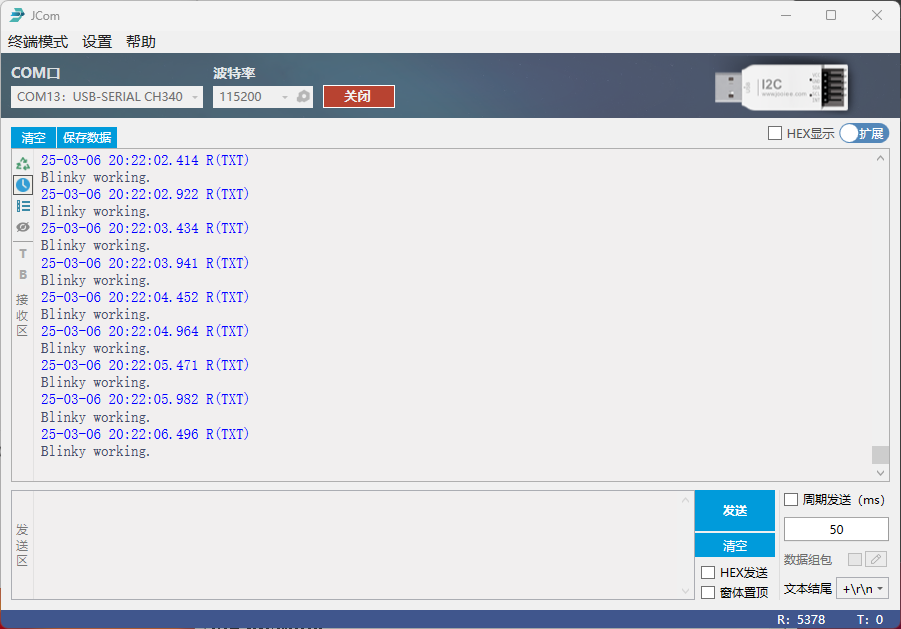 JCom
终端模式 设置 帮助
COM口 波特率
COM13: USB-SERIAL CH340 115200 关闭
I2C
清空 保存数据 HEX显示 扩展
25-03-06 20:22:02.414 R(TXT)
Blinky working.
25-03-06 20:22:02.922 R(TXT)
Blinky working.
25-03-06 20:22:03.434 R(TXT)
Blinky working.
25-03-06 20:22:03.941 R(TXT)
Blinky working.
25-03-06 20:22:04.452 R(TXT)
Blinky working.
25-03-06 20:22:04.964 R(TXT)
Blinky working.
25-03-06 20:22:05.471 R(TXT)
Blinky working.
25-03-06 20:22:05.982 R(TXT)
Blinky working.
25-03-06 20:22:06.496 R(TXT)
Blinky working.
T
B
接收区
发送区
发送
清空
HEX发送
窗体置顶
周期发送 (ms)
50
数据组包
文本结尾 +\r\n
R: 5378 T: 0